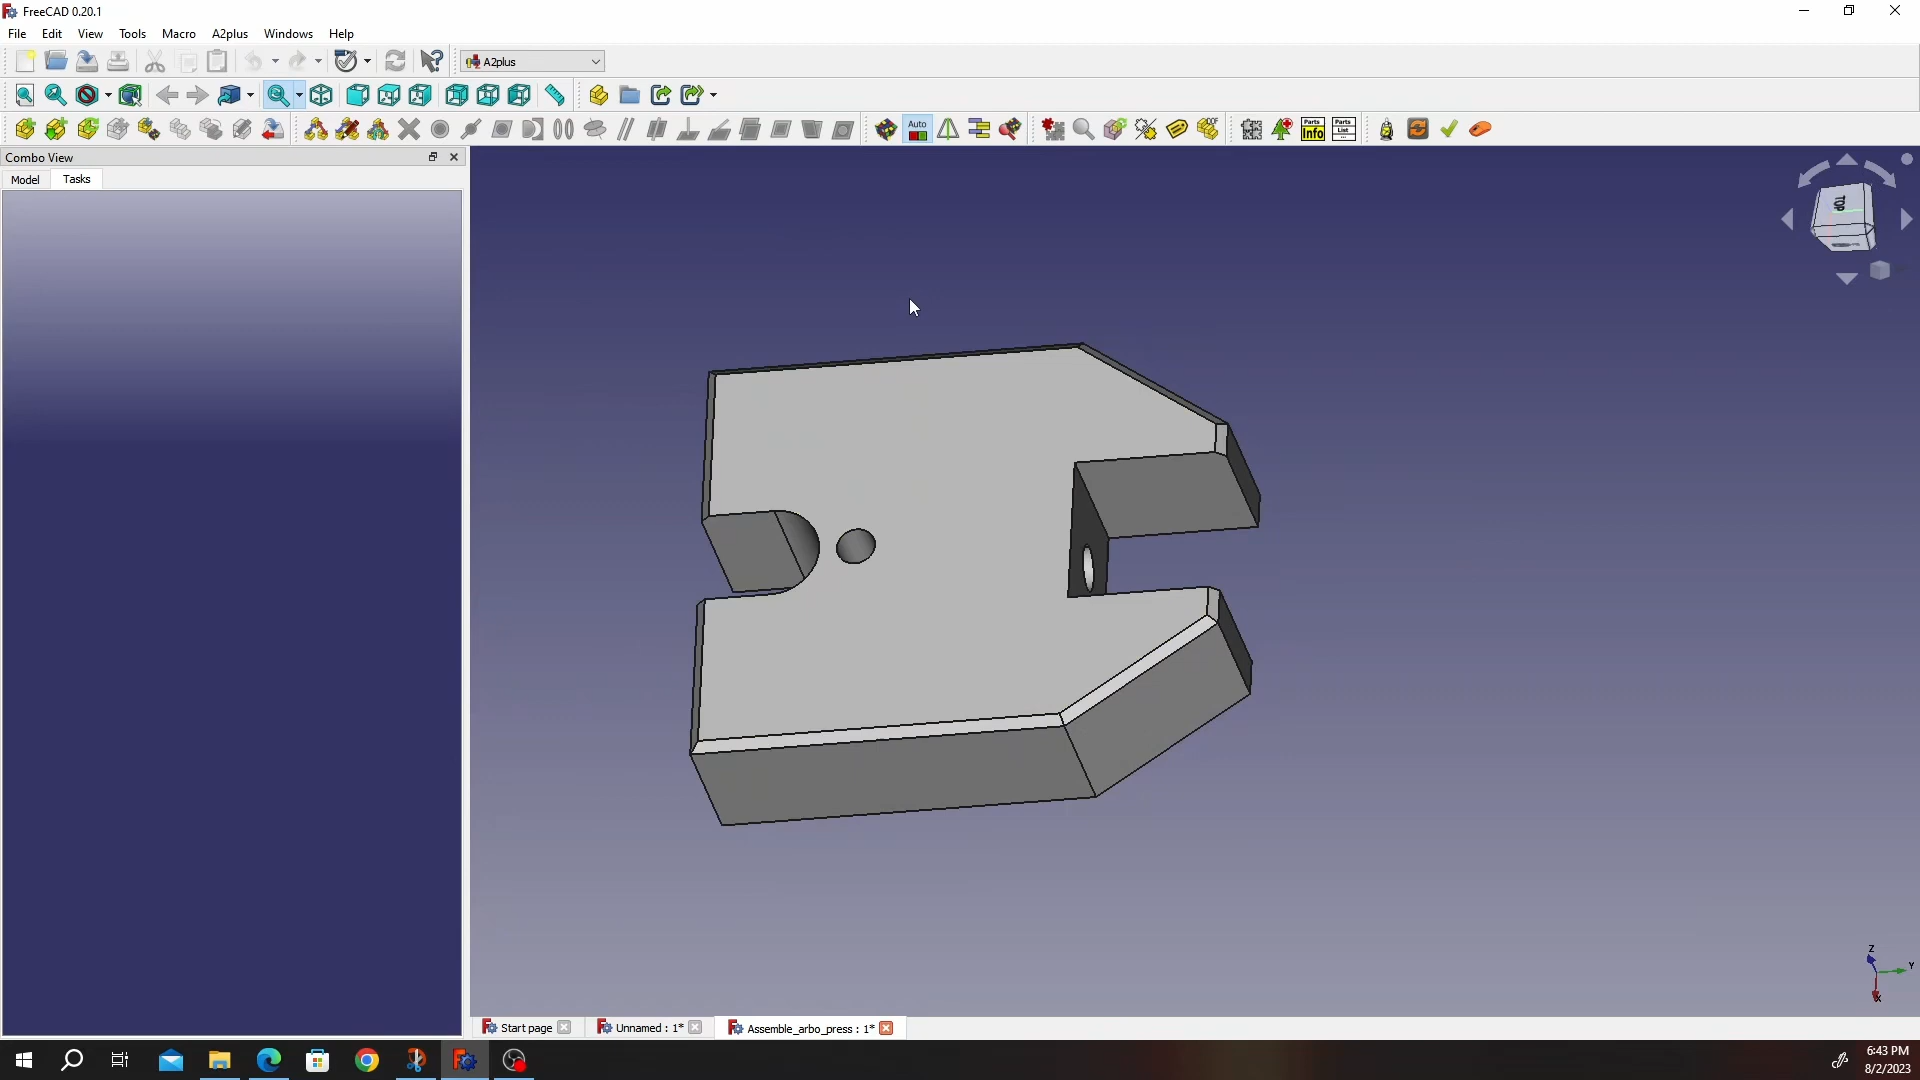 FreeCAD 0.20.1
File Edit View Tools Macro A2plus Windows Help
A2plus
Auto
Parts Info Parts List
Combo View
Model Tasks
TOP
Z
Y
X
Start page Unnamed : 1* Assemble_arbo_press : 1*
6:43 PM
8/2/2023